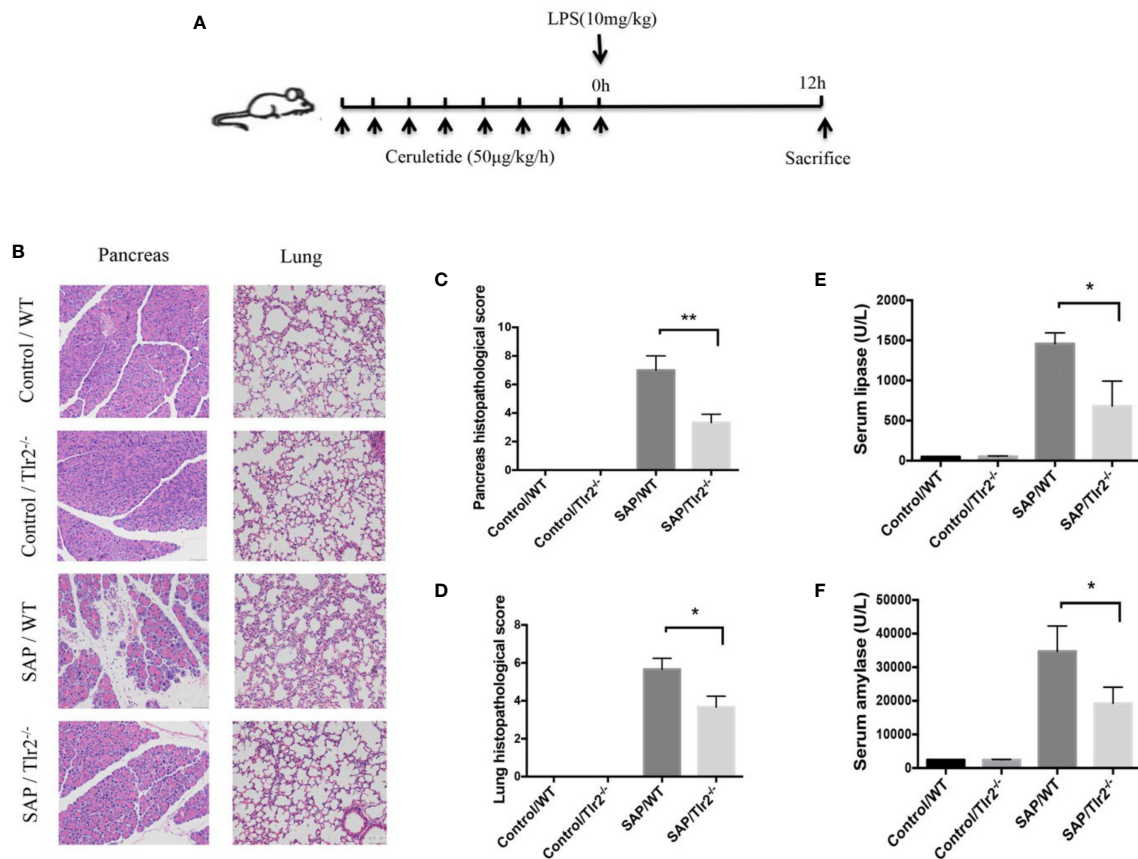 A
LPS(10mg/kg)
0h
12h
Ceruletide (50μg/kg/h)
Sacrifice
B
Pancreas
Lung
Control / WT
Control / Tlr2-/-
SAP / WT
SAP / Tlr2-/-
C
Pancreas histopathological score
10
8
6
4
2
0
**
Control/WT
Control/Tlr2-/-
SAP/WT
SAP/Tlr2-/-
D
Lung histopathological score
8
6
4
2
0
*
Control/WT
Control/Tlr2-/-
SAP/WT
SAP/Tlr2-/-
E
Serum lipase (U/L)
2000
1500
1000
500
0
*
Control/WT
Control/Tlr2-/-
SAP/WT
SAP/Tlr2-/-
F
Serum amylase (U/L)
50000
40000
30000
20000
10000
0
*
Control/WT
Control/Tlr2-/-
SAP/WT
SAP/Tlr2-/-